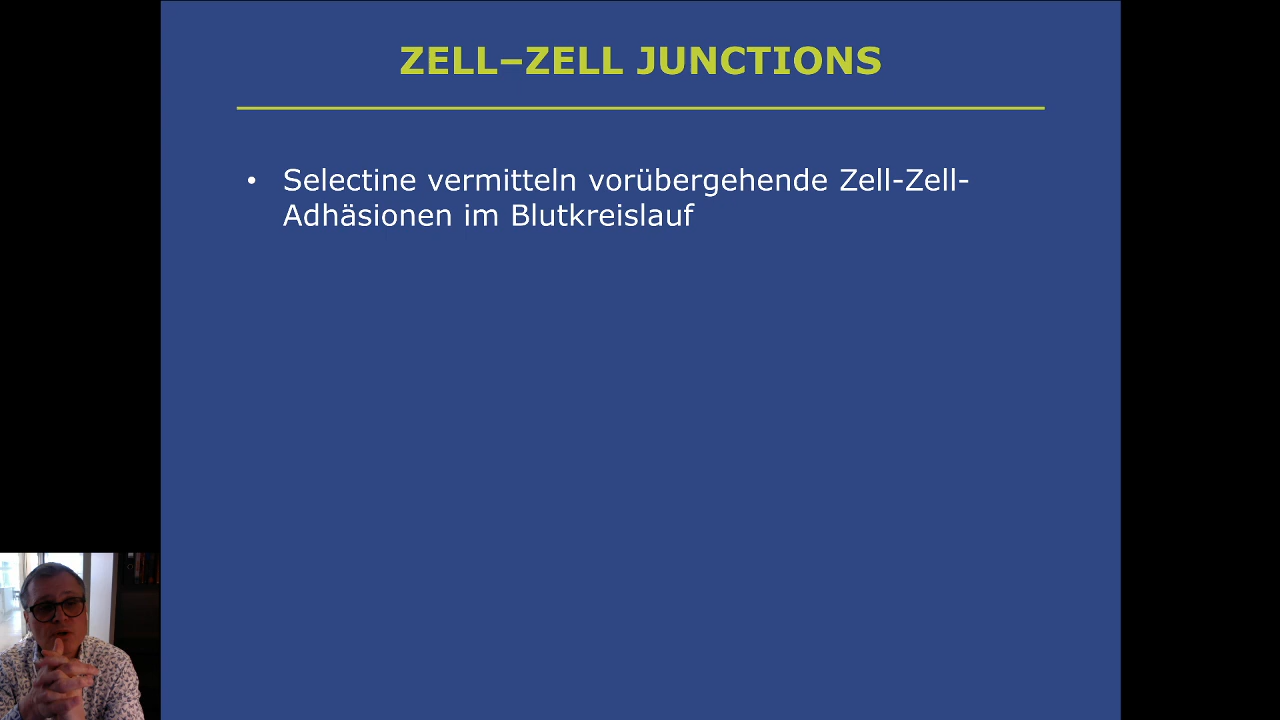 ZELL–ZELL JUNCTIONS
• Selectine vermitteln vorübergehende Zell-Zell-
Adhäsionen im Blutkreislauf